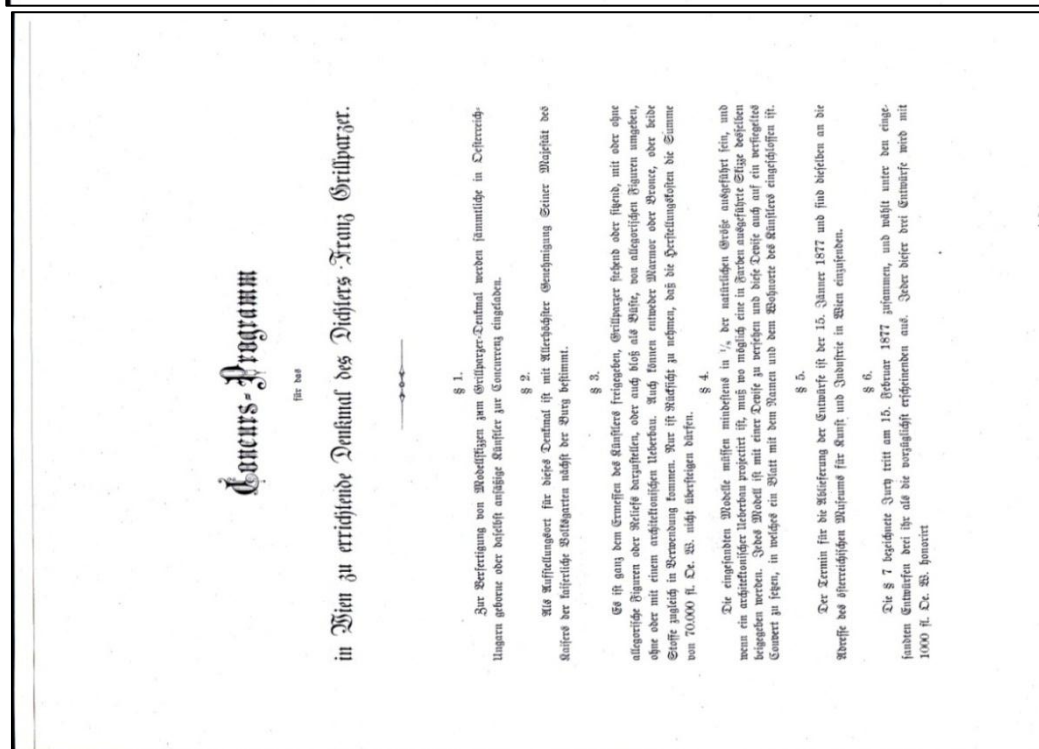 Concurs-Programm
für das
in Wien zu errichtende Denkmal des Dichters Franz Grillparzer.
§ 1.
Zur Verfertigung von Modellskizzen zum Grillparzer-Denkmal werden sämmtliche in Oesterreich-
Ungarn geborne oder daselbst ansäßige Künstler zur Concurrenz eingeladen.
§ 2.
Als Aufstellungsort für dieses Denkmal ist mit Allerhöchster Genehmigung Seiner Majestät des
Kaisers der kaiserliche Volksgarten nächst der Burg bestimmt.
§ 3.
Es ist ganz dem Ermessen des Künstlers freigegeben, Grillparzer stehend oder sitzend, mit oder ohne
allegorische Figuren oder Reliefs darzustellen, oder auch bloß als Büste, von allegorischen Figuren umgeben,
ohne oder mit einem architektonischen Ueberbau. Auch können entweder Marmor oder Bronce, oder beide
Stoffe zugleich in Verwendung kommen. Nur ist Rücksicht zu nehmen, daß die Herstellungskosten die Summe
von 70.000 fl. Oe. W. nicht übersteigen dürfen.
§ 4.
Die eingesandten Modelle müssen mindestens in der natürlichen Größe ausgeführt sein, und
wenn ein architektonischer Ueberbau projectirt ist, muß wo möglich eine in Farben ausgeführte Skizze desselben
beigegeben werden. Jedes Modell ist mit einer Devise zu versehen und diese Devise auch auf ein versiegeltes
Couvert zu setzen, in welches ein Blatt mit dem Namen und dem Wohnorte des Künstlers eingeschlossen ist.
§ 5.
Der Termin für die Ablieferung der Entwürfe ist der 15. Jänner 1877 und sind dieselben an die
Adresse des österreichischen Museums für Kunst und Industrie in Wien einzusenden.
§ 6.
Die § 7 bezeichnete Jury tritt am 15. Februar 1877 zusammen, und wählt unter den einge-
sandten Entwürfen drei ihr als die vorzüglichst erscheinenden aus. Jeder dieser drei Entwürfe wird mit
1000 fl. Oe. W. honorirt